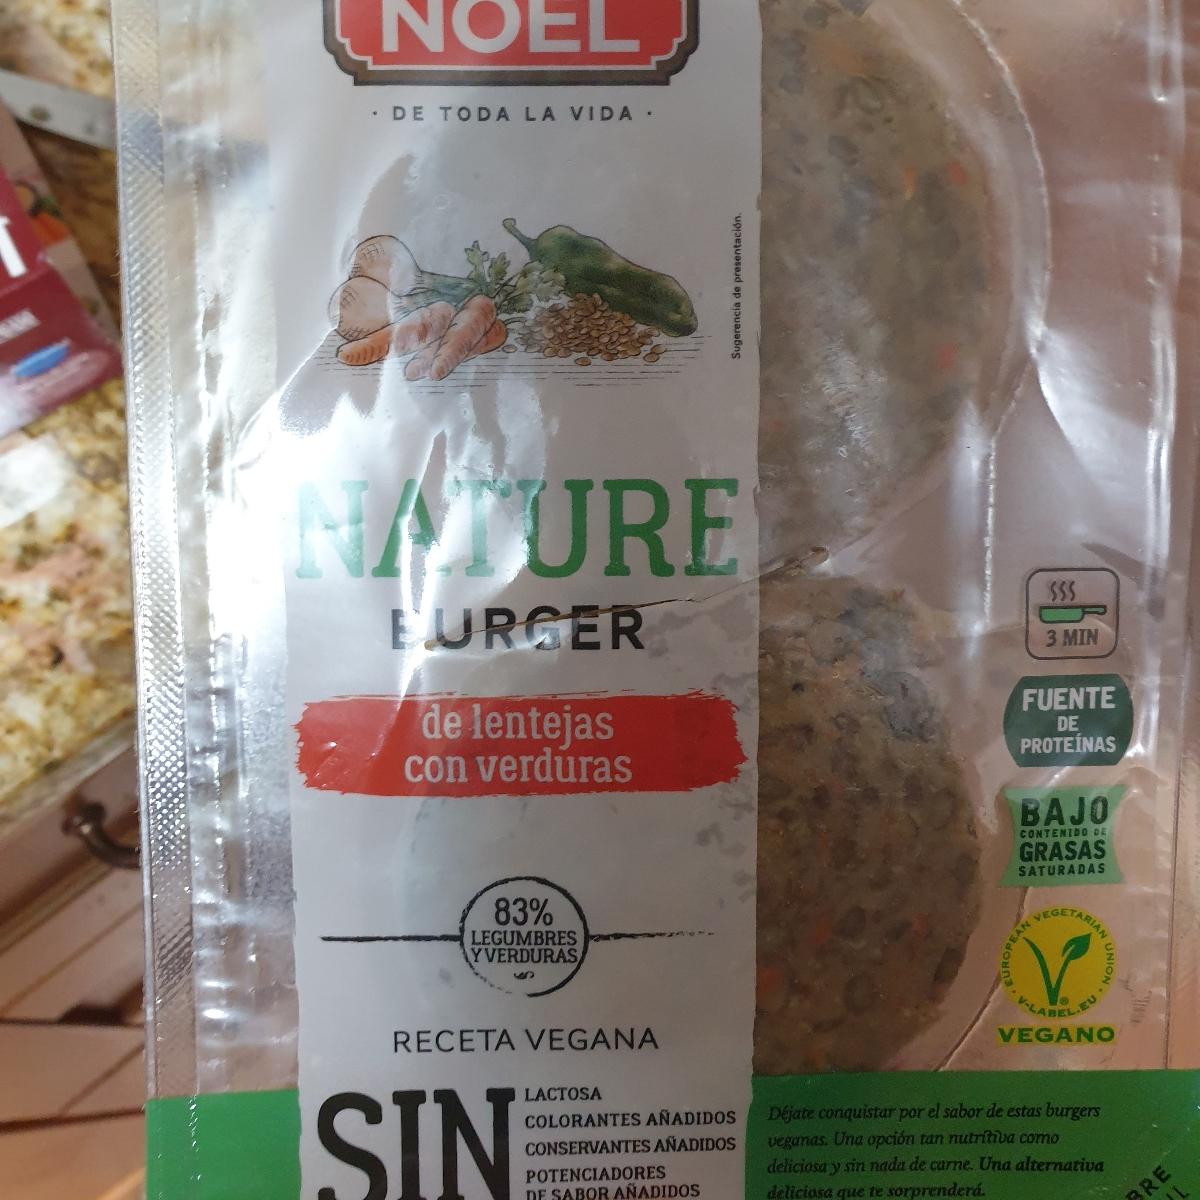 NOEL
· DE TODA LA VIDA ·
Sugerencia de presentación.
NATURE
BURGER
de lentejas
con verduras
83%
LEGUMBRES
Y VERDURAS
RECETA VEGANA
SIN
LACTOSA
COLORANTES AÑADIDOS
CONSERVANTES AÑADIDOS
POTENCIADORES
DE SABOR AÑADIDOS
3 MIN
FUENTE
DE
PROTEÍNAS
BAJO
CONTENIDO DE
GRASAS
SATURADAS
· EUROPEAN VEGETARIAN UNION ·
V-LABEL.EU
VEGANO
Déjate conquistar por el sabor de estas burgers
veganas. Una opción tan nutritiva como
deliciosa y sin nada de carne. Una alternativa
deliciosa que te sorprenderá.